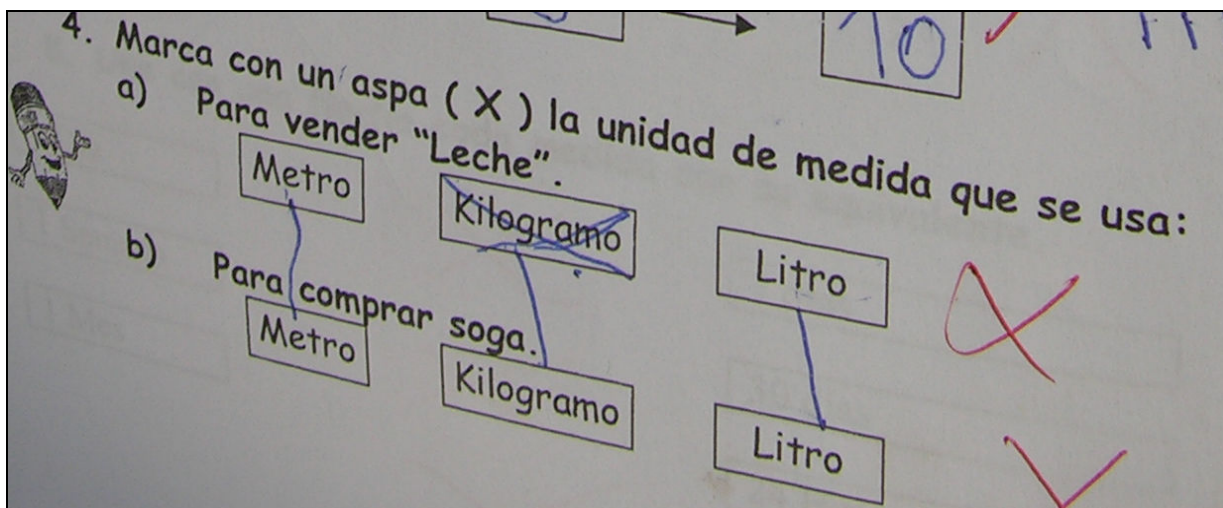 10
4. Marca con un aspa ( X ) la unidad de medida que se usa:
a) Para vender "Leche".
Metro Kilogramo Litro
b) Para comprar soga.
Metro Kilogramo Litro